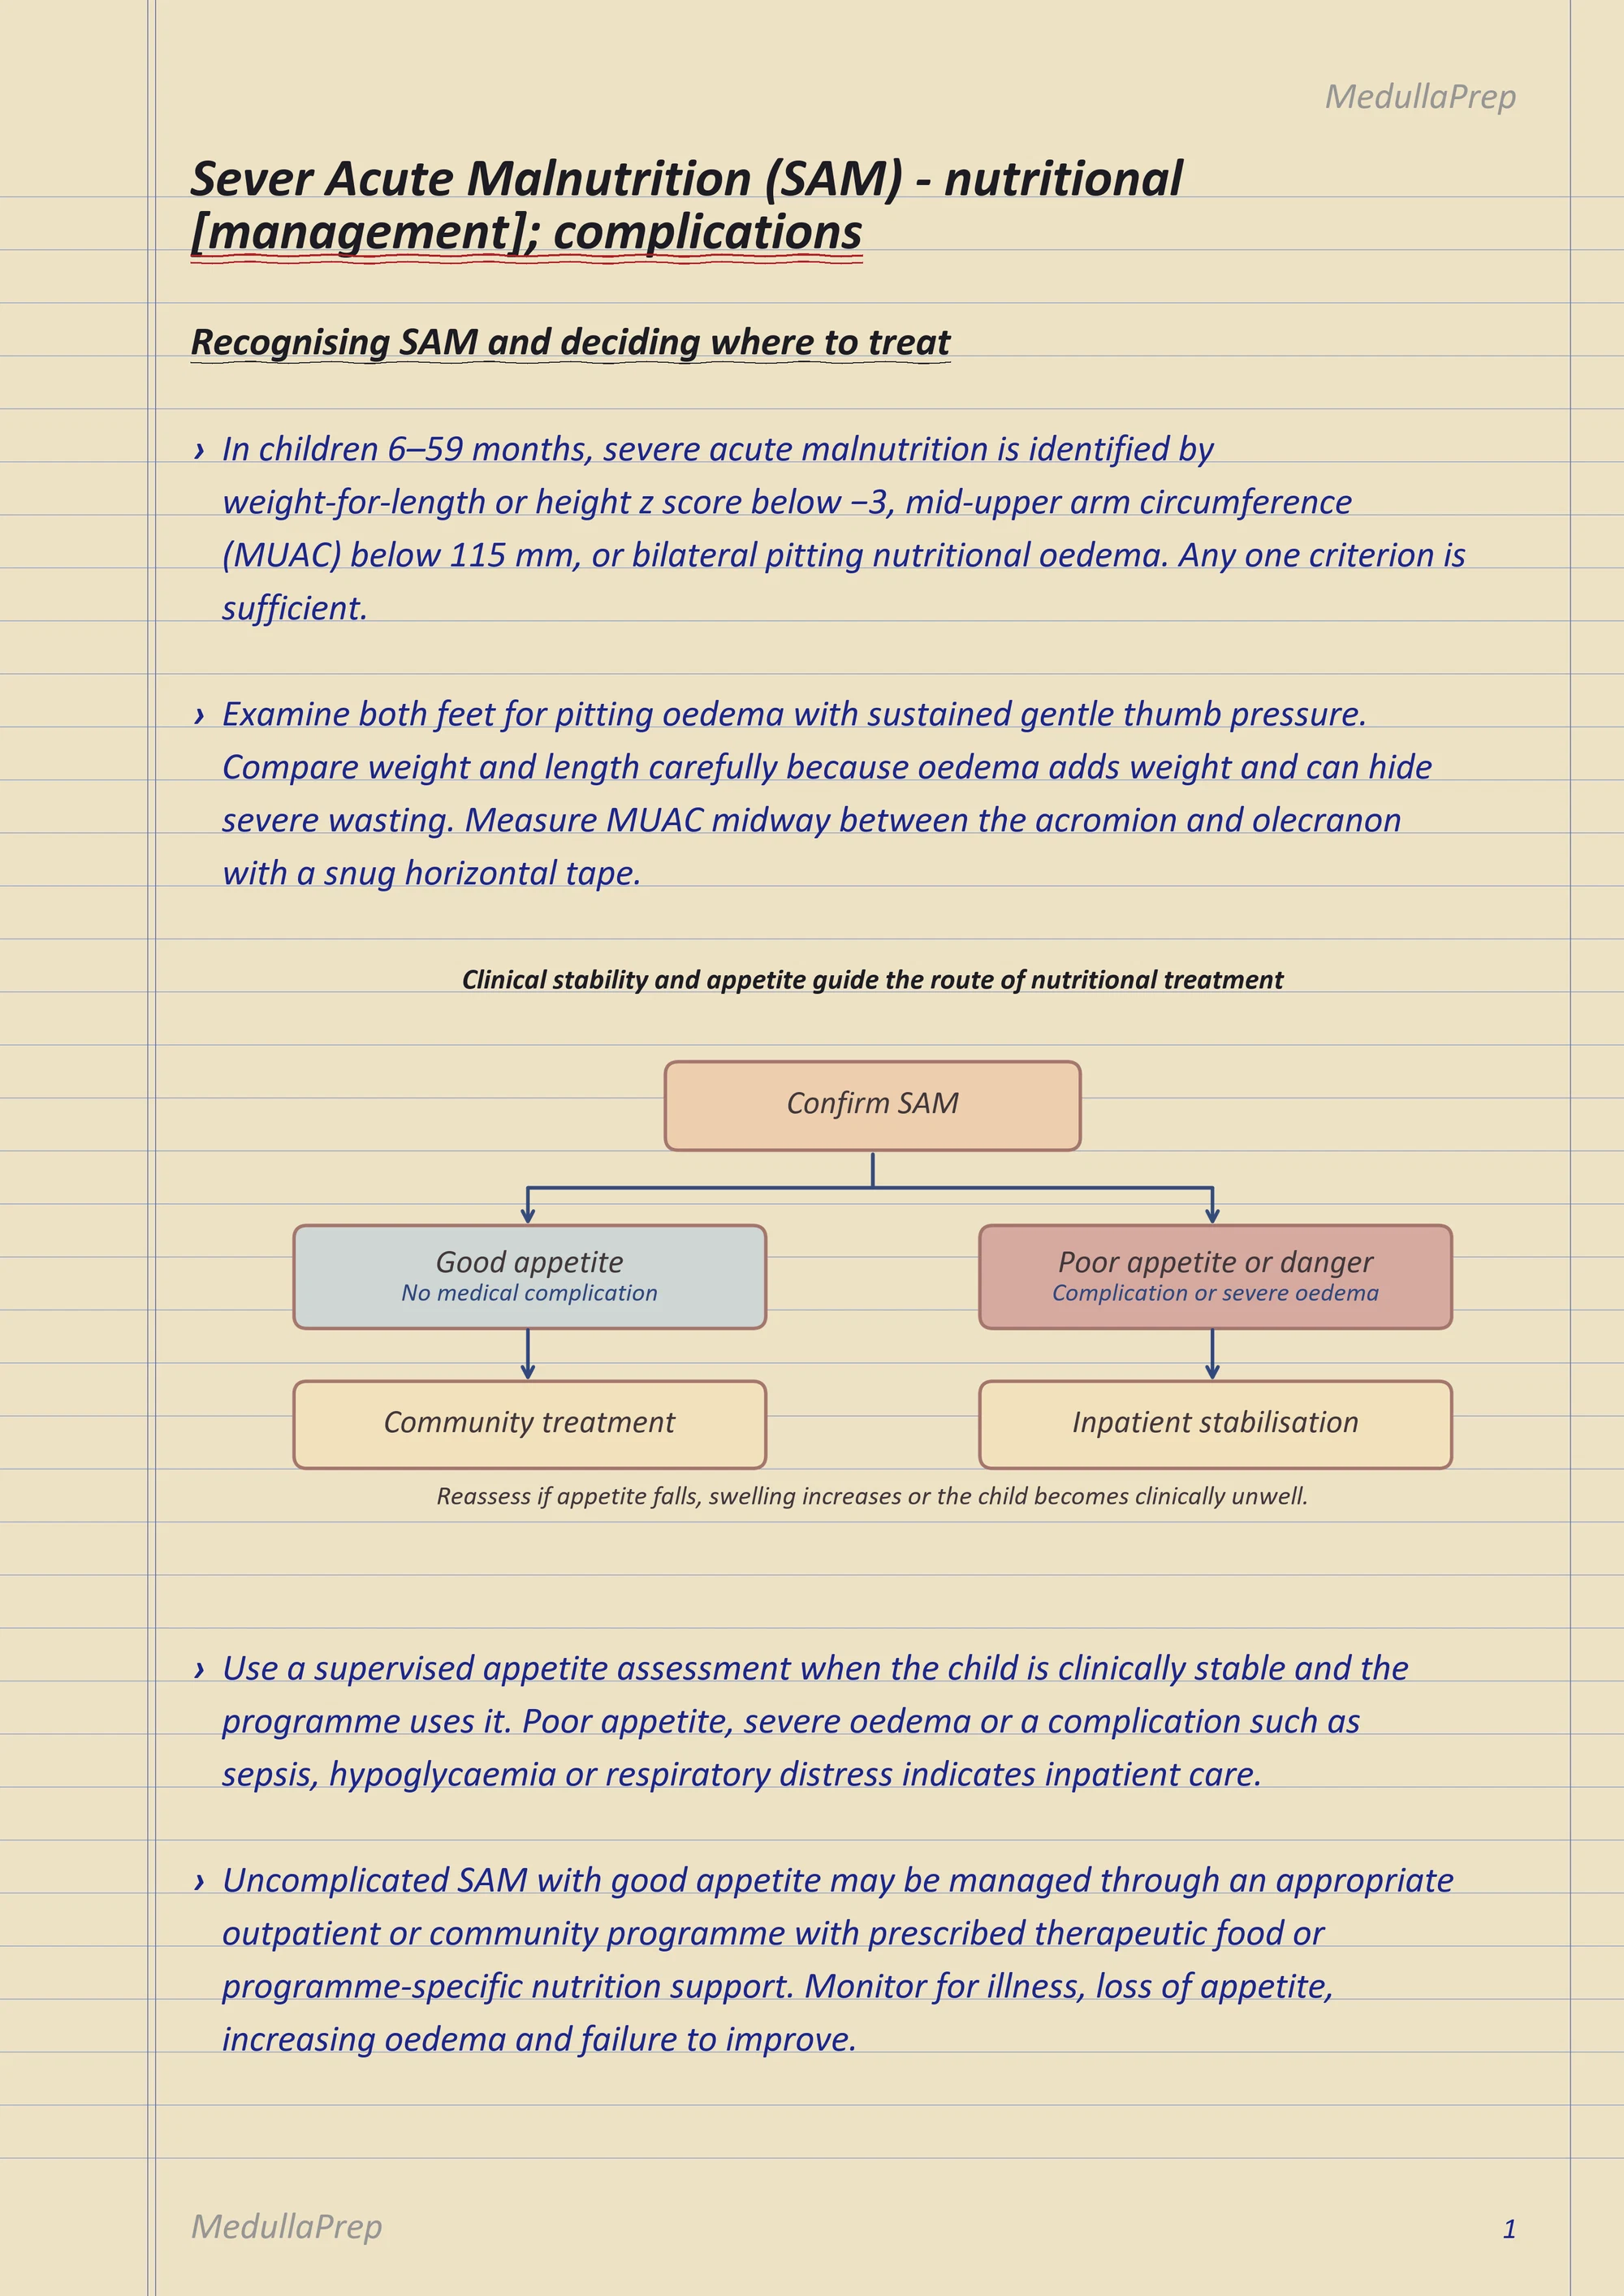 MedullaPrep
Sever Acute Malnutrition (SAM) - nutritional
[management]; complications
Recognising SAM and deciding where to treat
› In children 6–59 months, severe acute malnutrition is identified by
weight-for-length or height z score below −3, mid-upper arm circumference
(MUAC) below 115 mm, or bilateral pitting nutritional oedema. Any one criterion is
sufficient.
› Examine both feet for pitting oedema with sustained gentle thumb pressure.
Compare weight and length carefully because oedema adds weight and can hide
severe wasting. Measure MUAC midway between the acromion and olecranon
with a snug horizontal tape.
Clinical stability and appetite guide the route of nutritional treatment
Confirm SAM
Good appetite
No medical complication
Poor appetite or danger
Complication or severe oedema
Community treatment
Inpatient stabilisation
Reassess if appetite falls, swelling increases or the child becomes clinically unwell.
› Use a supervised appetite assessment when the child is clinically stable and the
programme uses it. Poor appetite, severe oedema or a complication such as
sepsis, hypoglycaemia or respiratory distress indicates inpatient care.
› Uncomplicated SAM with good appetite may be managed through an appropriate
outpatient or community programme with prescribed therapeutic food or
programme-specific nutrition support. Monitor for illness, loss of appetite,
increasing oedema and failure to improve.
MedullaPrep
1